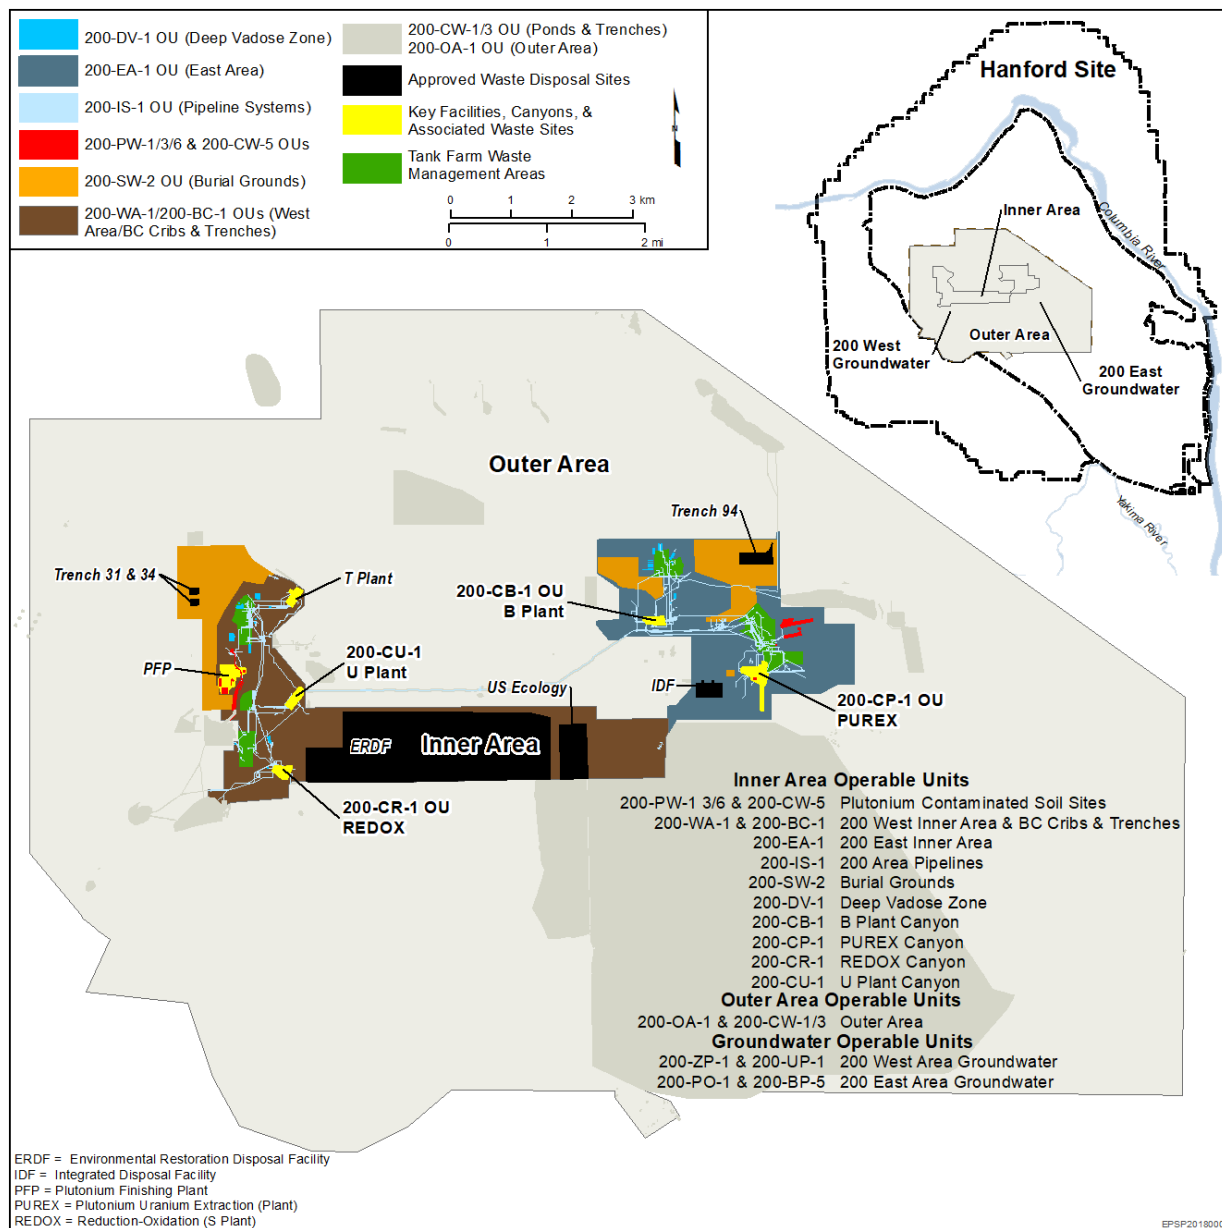 200-DV-1 OU (Deep Vadose Zone)
200-EA-1 OU (East Area)
200-IS-1 OU (Pipeline Systems)
200-PW-1/3/6 & 200-CW-5 OUs
200-SW-2 OU (Burial Grounds)
200-WA-1/200-BC-1 OUs (West
Area/BC Cribs & Trenches)
200-CW-1/3 OU (Ponds & Trenches)
200-OA-1 OU (Outer Area)
Approved Waste Disposal Sites
Key Facilities, Canyons, &
Associated Waste Sites
Tank Farm Waste
Management Areas
0 1 2 3 km
0 1 2 mi
Hanford Site
Inner Area
Columbia River
Outer Area
200 West
Groundwater
200 East
Groundwater
Yakima River
Outer Area
Trench 94
Trench 31 & 34
T Plant
200-CB-1 OU
B Plant
PFP
200-CU-1
U Plant
US Ecology
IDF
200-CP-1 OU
PUREX
ERDF
Inner Area
200-CR-1 OU
REDOX
Inner Area Operable Units
200-PW-1 3/6 & 200-CW-5 Plutonium Contaminated Soil Sites
200-WA-1 & 200-BC-1 200 West Inner Area & BC Cribs & Trenches
200-EA-1 200 East Inner Area
200-IS-1 200 Area Pipelines
200-SW-2 Burial Grounds
200-DV-1 Deep Vadose Zone
200-CB-1 B Plant Canyon
200-CP-1 PUREX Canyon
200-CR-1 REDOX Canyon
200-CU-1 U Plant Canyon
Outer Area Operable Units
200-OA-1 & 200-CW-1/3 Outer Area
Groundwater Operable Units
200-ZP-1 & 200-UP-1 200 West Area Groundwater
200-PO-1 & 200-BP-5 200 East Area Groundwater
ERDF = Environmental Restoration Disposal Facility
IDF = Integrated Disposal Facility
PFP = Plutonium Finishing Plant
PUREX = Plutonium Uranium Extraction (Plant)
REDOX = Reduction-Oxidation (S Plant)